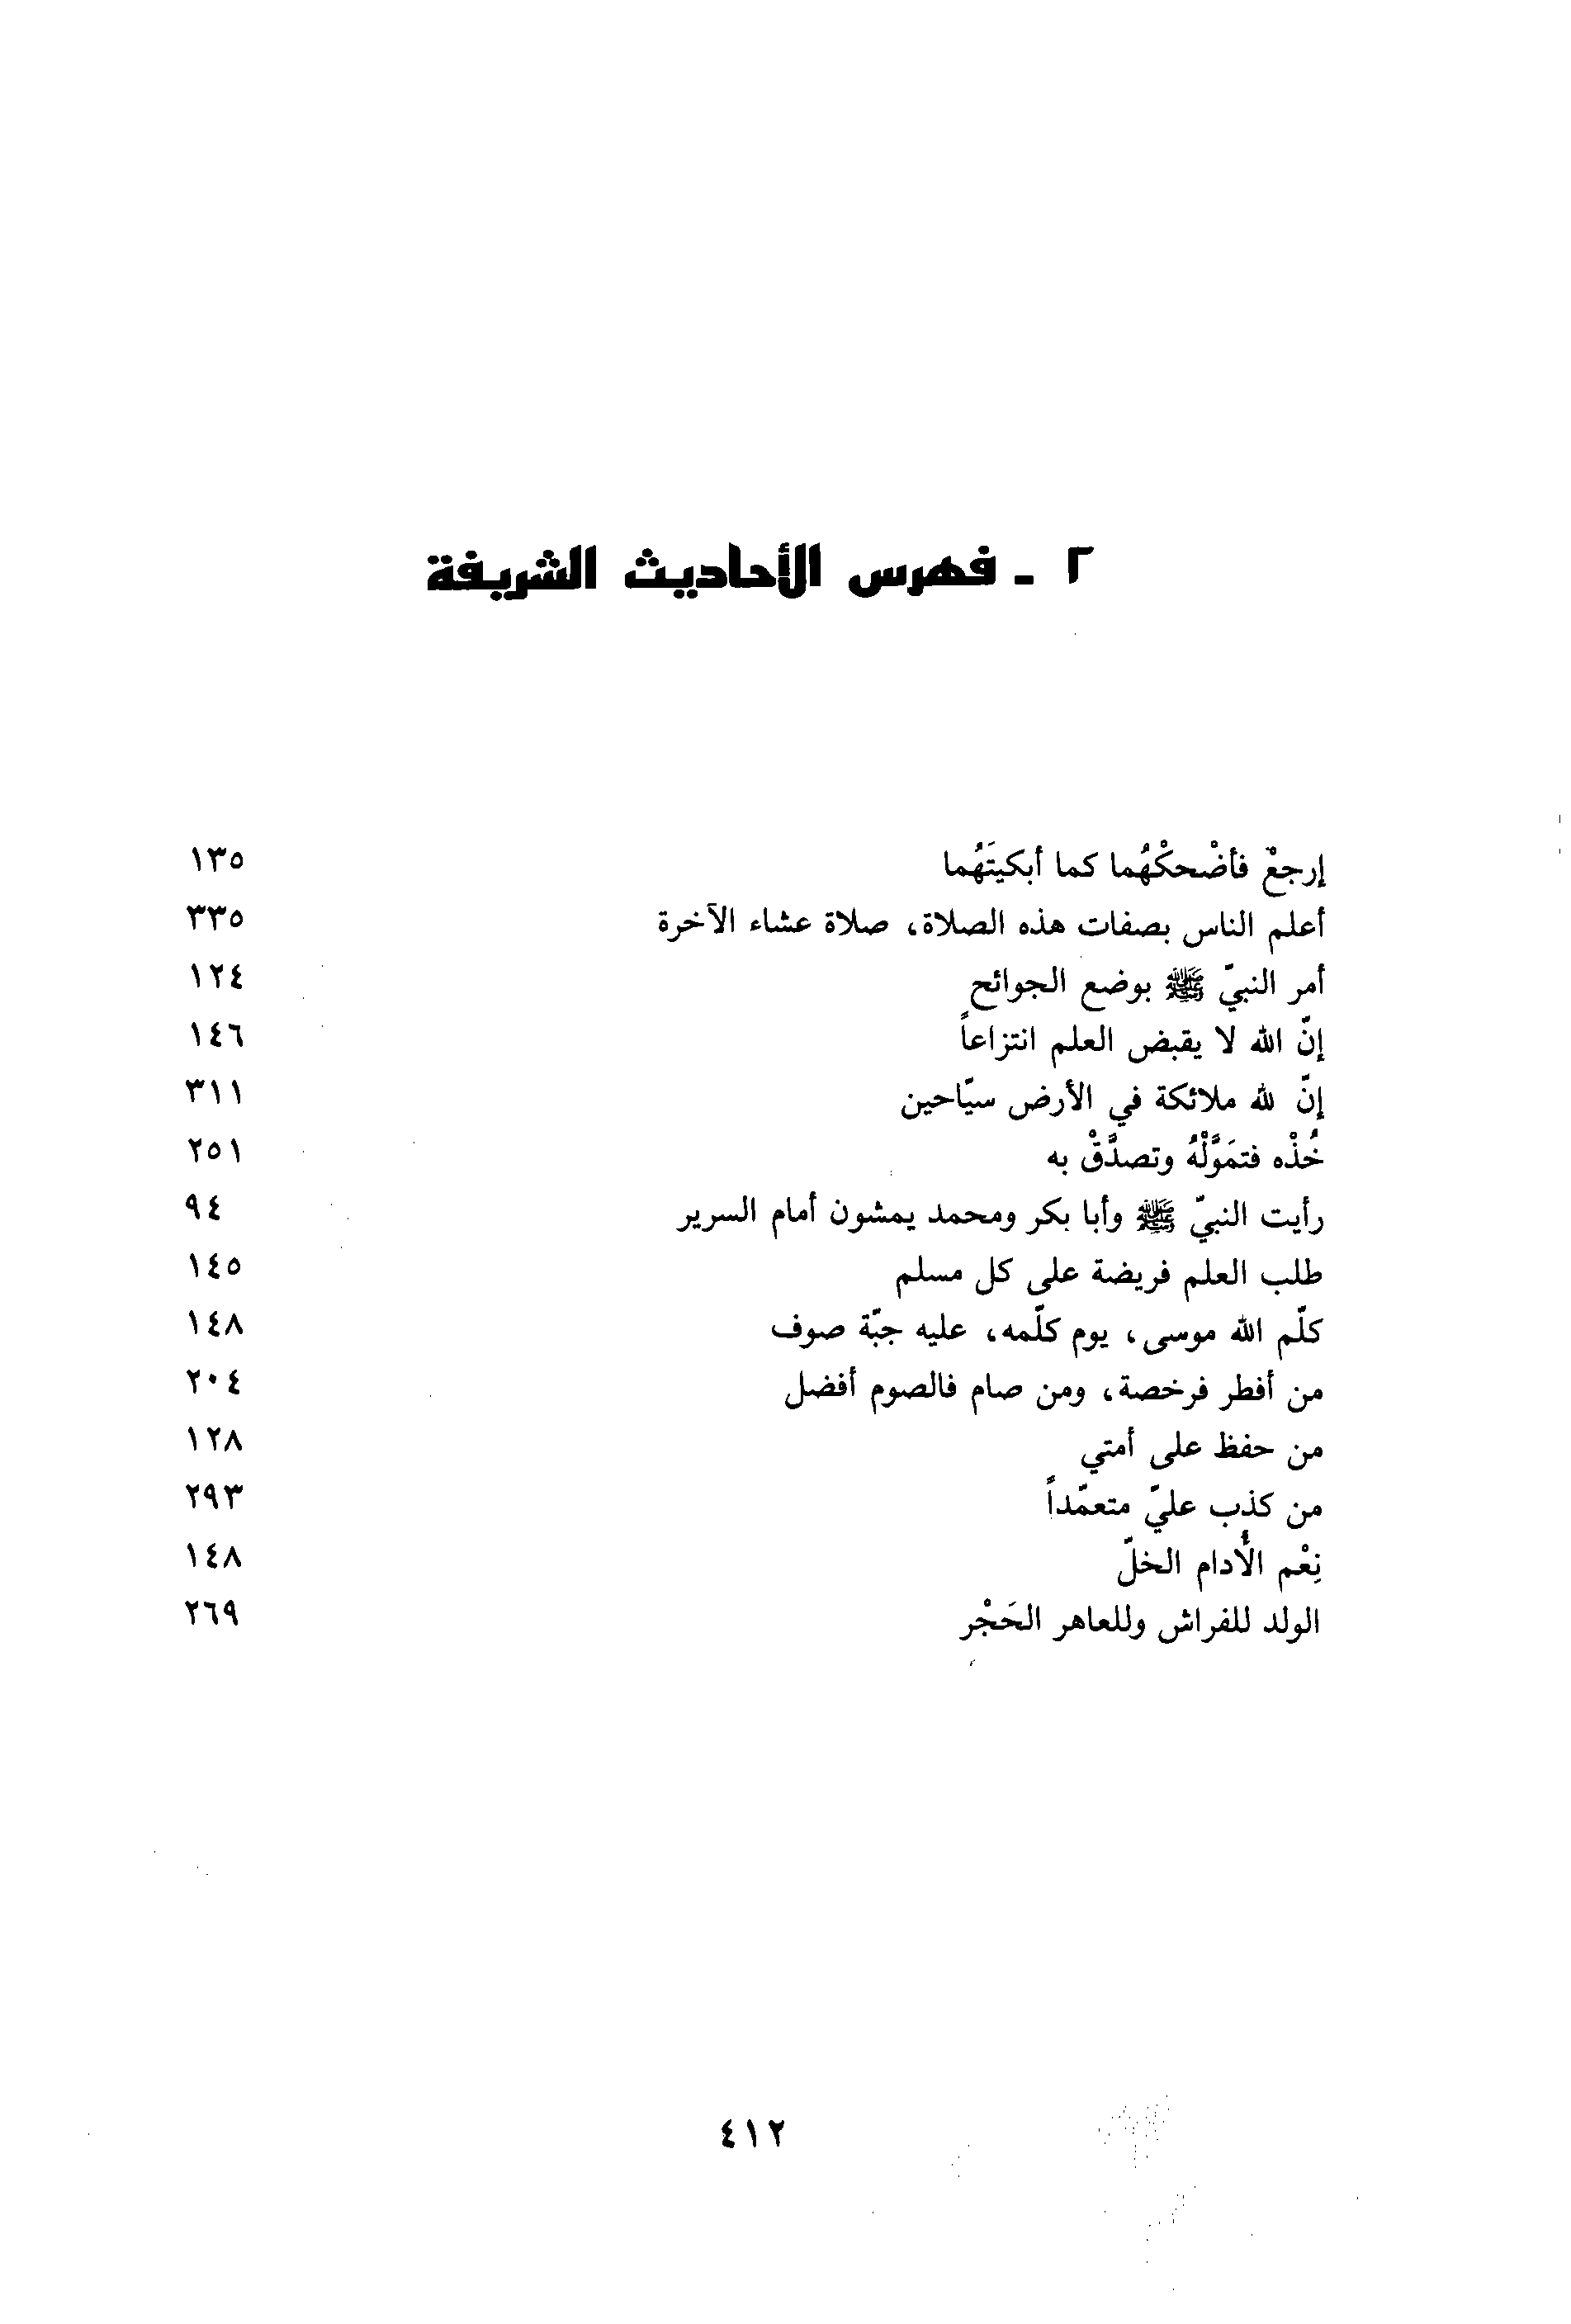 ٢ - فهرس الأحاديث الشريفة
إرجعْ فأضْحكْهُما كما أبكيتَهُما ١٣٥
أعلم الناس بصفات هذه الصلاة، صلاة عشاء الآخرة ٣٣٥
أمر النبيّ ﷺ بوضع الجوائح ١٢٤
إنّ الله لا يقبض العلم انتزاعاً ١٤٦
إنّ لله ملائكة في الأرض سيّاحين ٣١١
خُذْه فتمَوَّلْهُ وتصدَّقْ به ٢٥١
رأيت النبيّ ﷺ وأبا بكر ومحمد يمشون أمام السرير ٩٤
طلب العلم فريضة على كل مسلم ١٤٥
كلّم الله موسى، يوم كلّمه، عليه جبّة صوف ١٤٨
من أفطر فرخصة، ومن صام فالصوم أفضل ٢٠٤
من حفظ على أمتي ١٢٨
من كذب عليّ متعمّداً ٢٩٣
نِعْم الأُدام الخلّ ١٤٨
الولد للفراش وللعاهر الحَجْر ٢٦٩
٤١٢